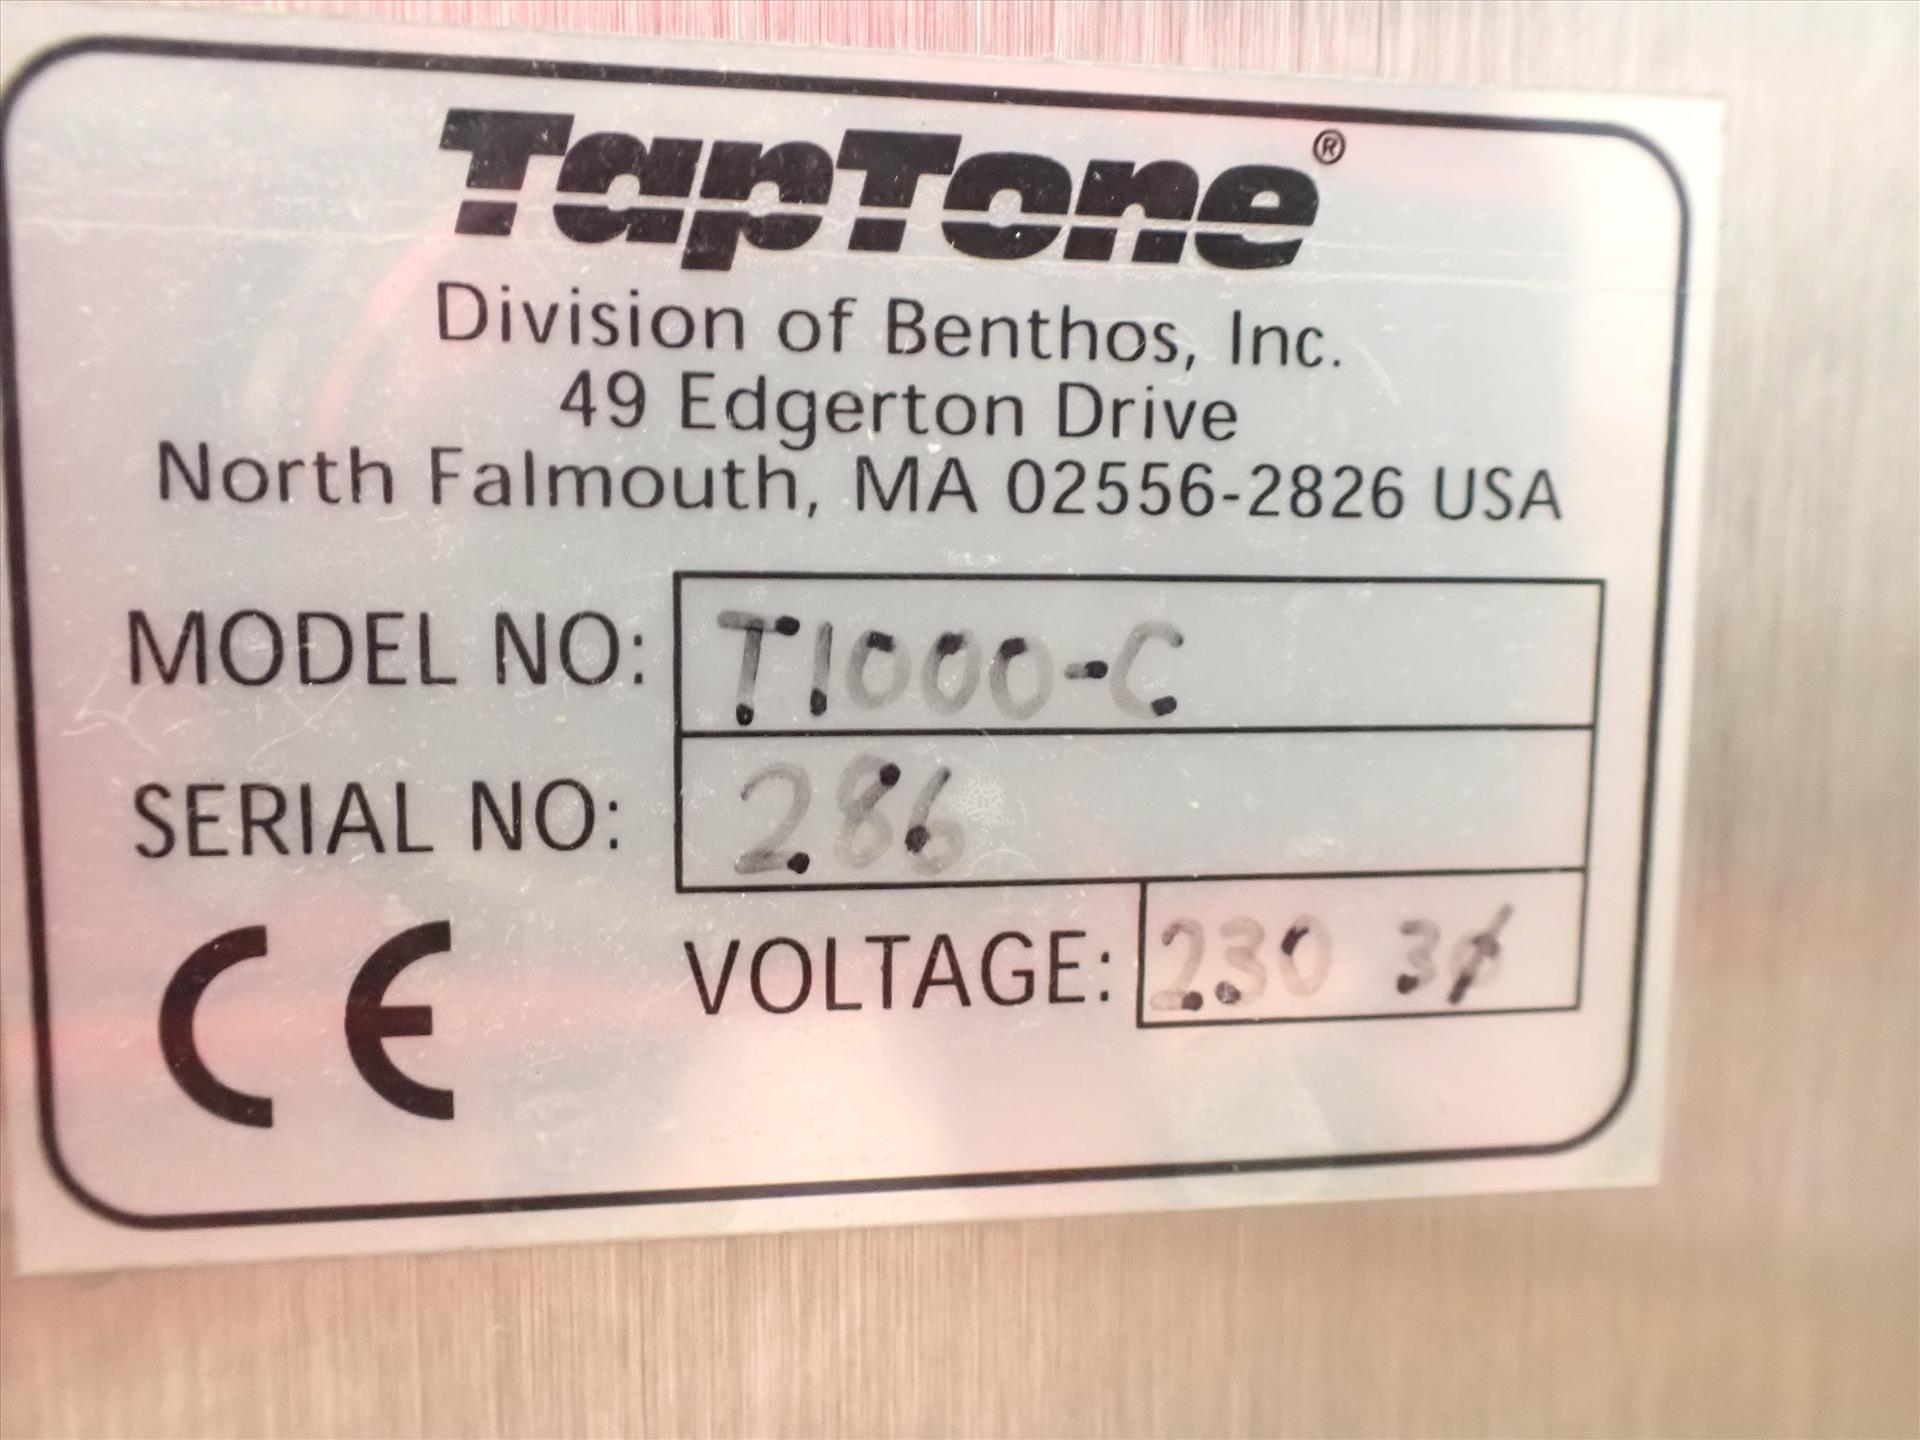 TapTone®
Division of Benthos, Inc.
49 Edgerton Drive
North Falmouth, MA 02556-2826 USA
MODEL NO: T1000-C
SERIAL NO: 286
CE VOLTAGE: 230 3ϕ